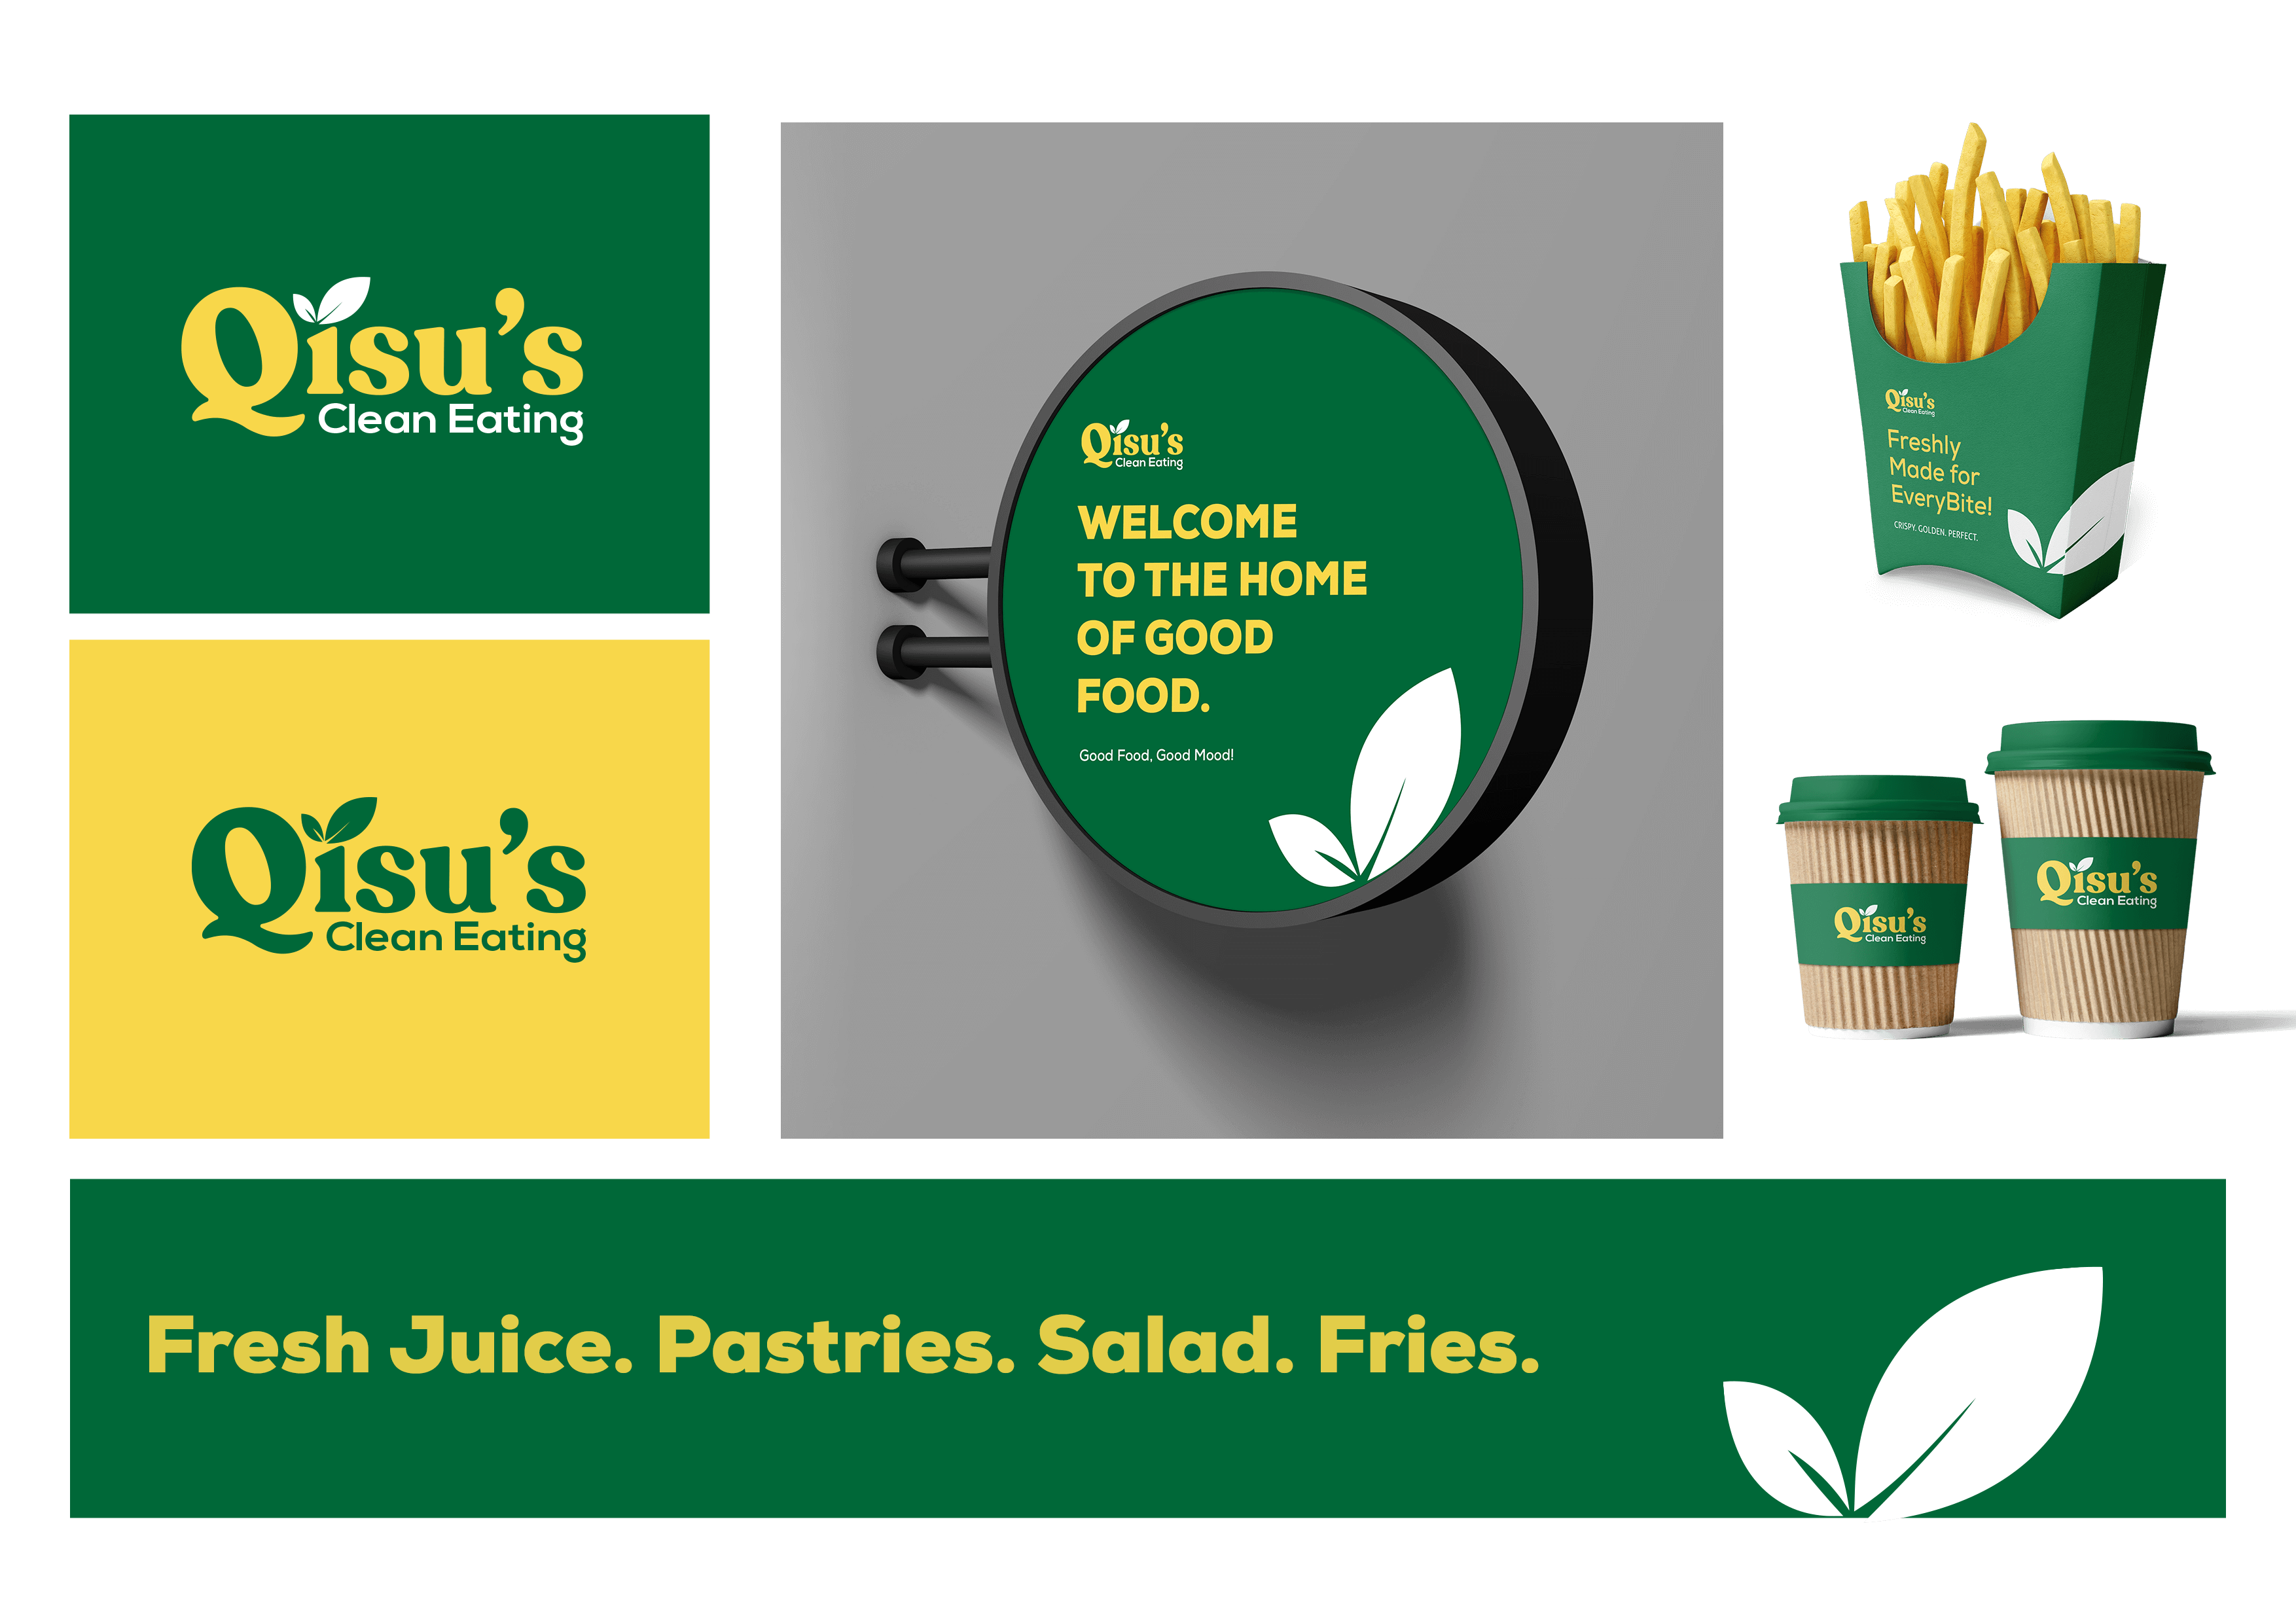 Qisu's
Clean Eating
Qisu's
Clean Eating
Qisu's
Clean Eating
WELCOME
TO THE HOME
OF GOOD
FOOD.
Good Food, Good Mood!
Qisu's
Clean Eating
Freshly
Made for
EveryBite!
CRISPY. GOLDEN. PERFECT.
Qisu's
Clean Eating
Qisu's
Clean Eating
Fresh Juice. Pastries. Salad. Fries.